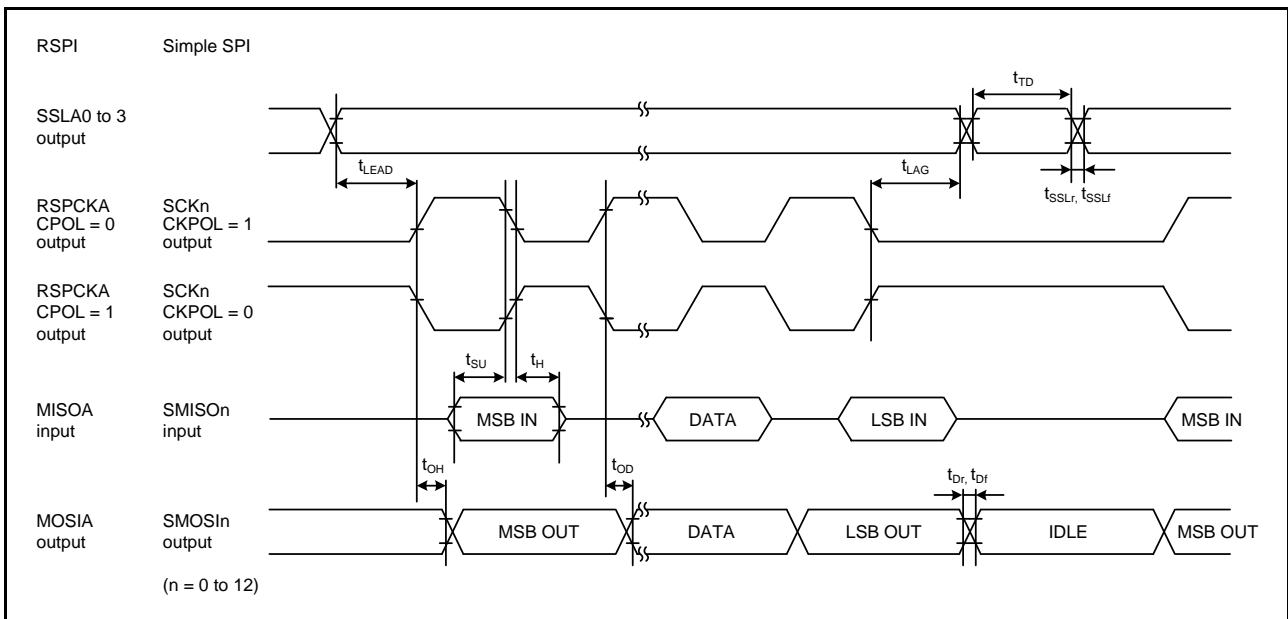 RSPI Simple SPI
tTD
SSLA0 to 3
output
tLEAD tLAG
tSSLr, tSSLf
RSPCKA SCKn
CPOL = 0 CKPOL = 1
output output
RSPCKA SCKn
CPOL = 1 CKPOL = 0
output output
tSU tH
MISOA SMISOn
input input
MSB IN DATA LSB IN MSB IN
tOH tOD tDr, tDf
MOSIA SMOSIn
output output
MSB OUT DATA LSB OUT IDLE MSB OUT
(n = 0 to 12)